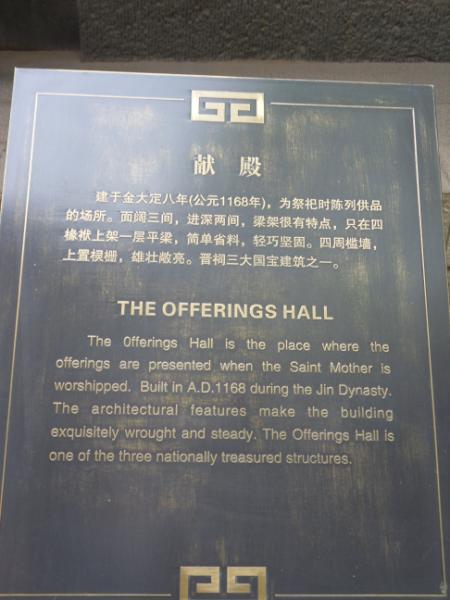 献 殿
建于金大定八年(公元1168年)，为祭祀时陈列供品
的场所。面阔三间，进深两间，梁架很有特点，只在四
椽袱上架一层平梁，简单省料，轻巧坚固。四周槛墙，
上置棂栅，雄壮敞亮。晋祠三大国宝建筑之一。
THE OFFERINGS HALL
The 0fferings Hall is the place where the
offerings are presented when the Saint Mother is
worshipped. Built in A.D.1168 during the Jin Dynasty.
The architectural features make the building
exquisitely wrought and steady. The Offerings Hall is
one of the three nationally treasured structures.